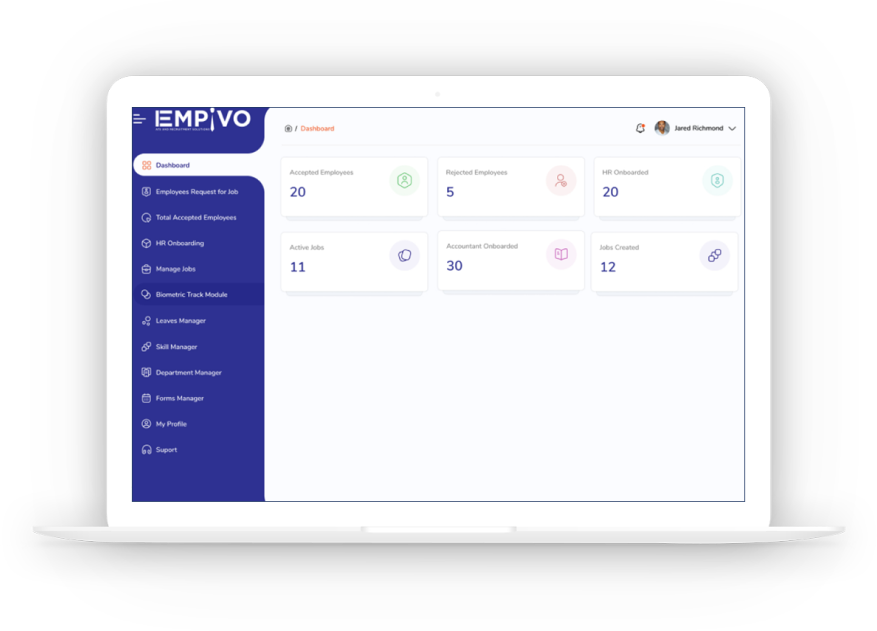 EMPIVO
/ Dashboard
Jared Richmond
Dashboard
Employees Request for Job
Total Accepted Employees
HR Onboarding
Manage Jobs
Biometric Track Module
Leaves Manager
Skill Manager
Department Manager
Forms Manager
My Profile
Suport
Accepted Employees
20
Rejected Employees
5
HR Onboarded
20
Active Jobs
11
Accountant Onboarded
30
Jobs Created
12